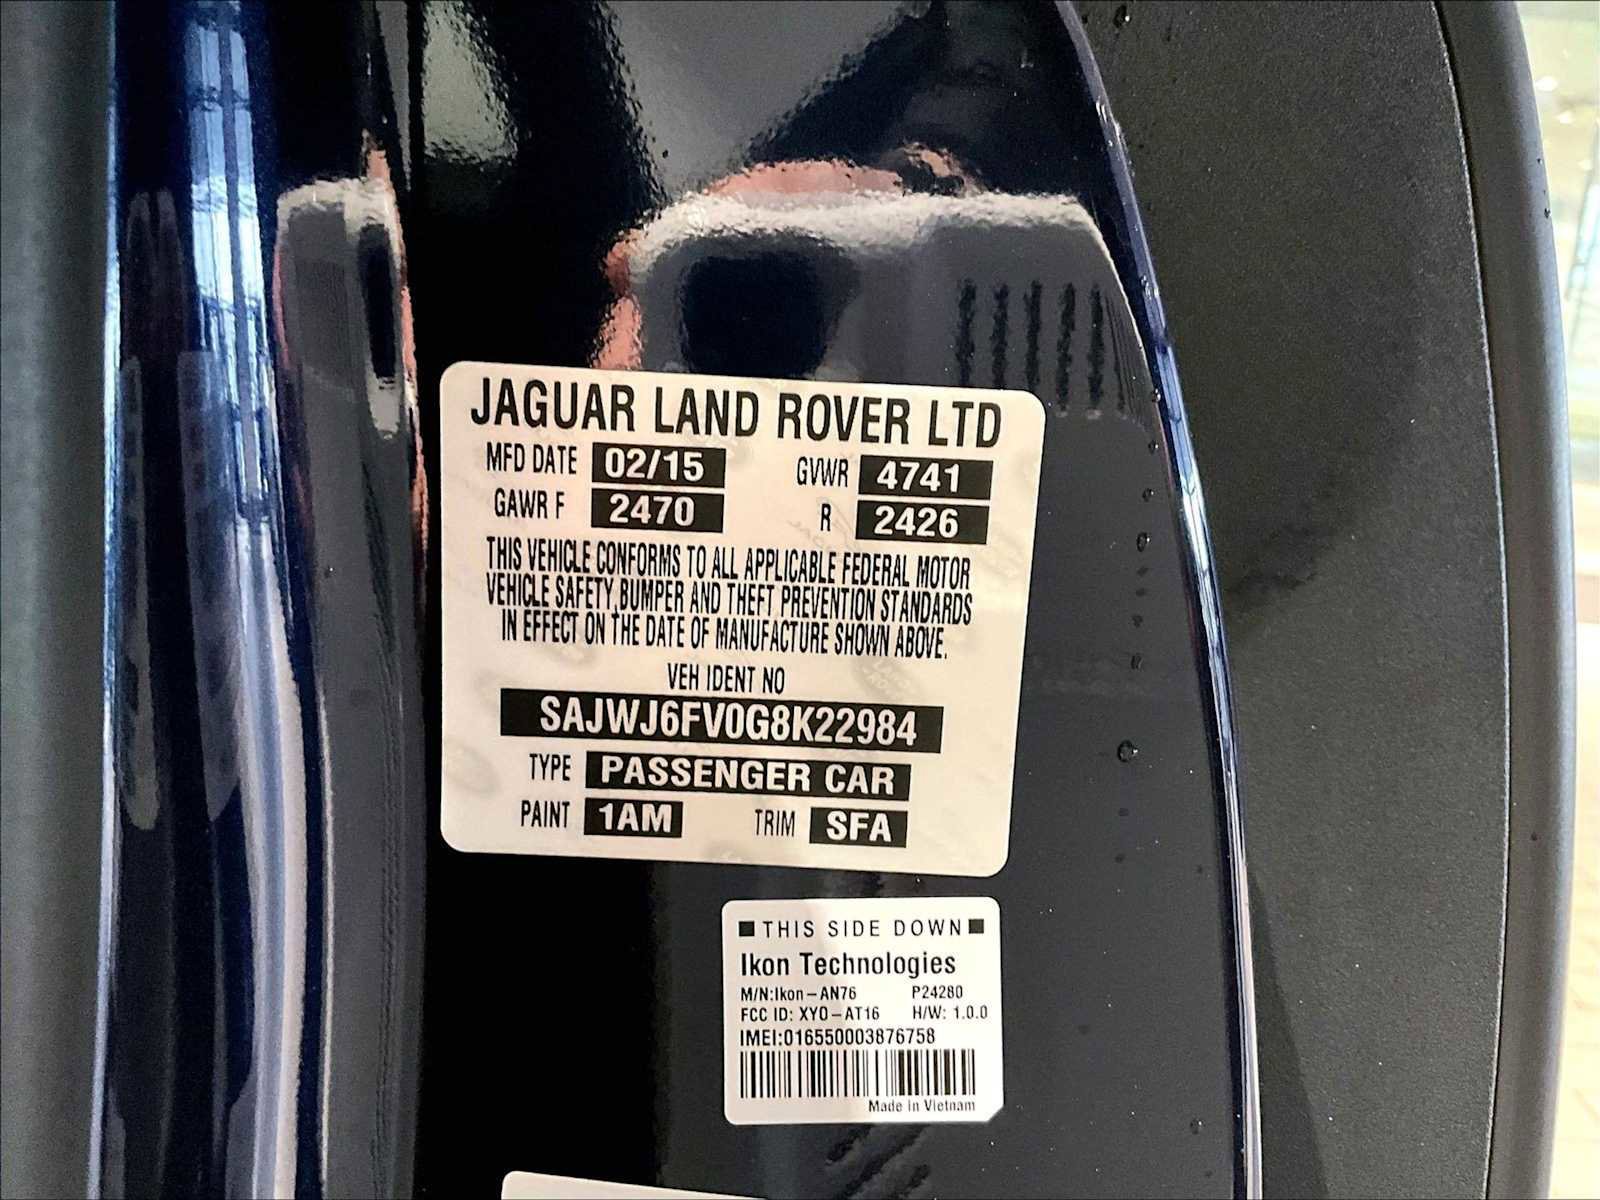 JAGUAR LAND ROVER LTD
MFD DATE 02/15 GVWR 4741
GAWR F 2470 R 2426
THIS VEHICLE CONFORMS TO ALL APPLICABLE FEDERAL MOTOR
VEHICLE SAFETY,BUMPER AND THEFT PREVENTION STANDARDS
IN EFFECT ON THE DATE OF MANUFACTURE SHOWN ABOVE.
VEH IDENT NO
SAJWJ6FV0G8K22984
TYPE PASSENGER CAR
PAINT 1AM TRIM SFA
THIS SIDE DOWN
Ikon Technologies
M/N:Ikon-AN76 P24280
FCC ID: XYO-AT16 H/W: 1.0.0
IMEI:016550003876758
Made in Vietnam